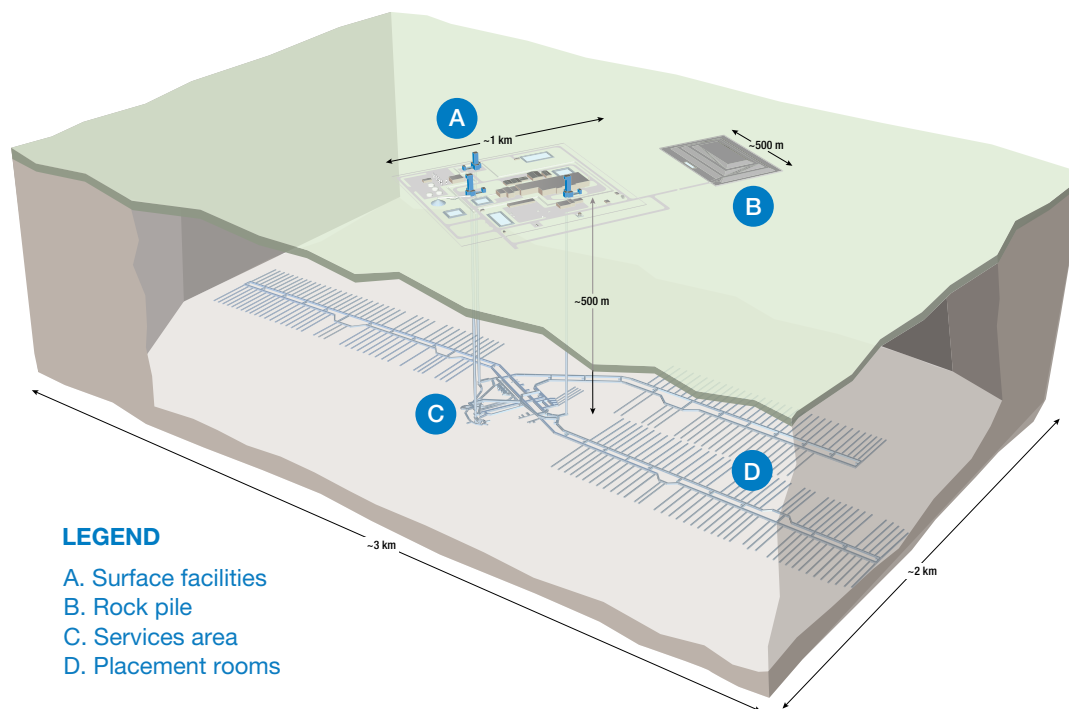 A
~1 km
~500 m
B
~500 m
C
D
LEGEND
A. Surface facilities
B. Rock pile
C. Services area
D. Placement rooms
~3 km
~2 km